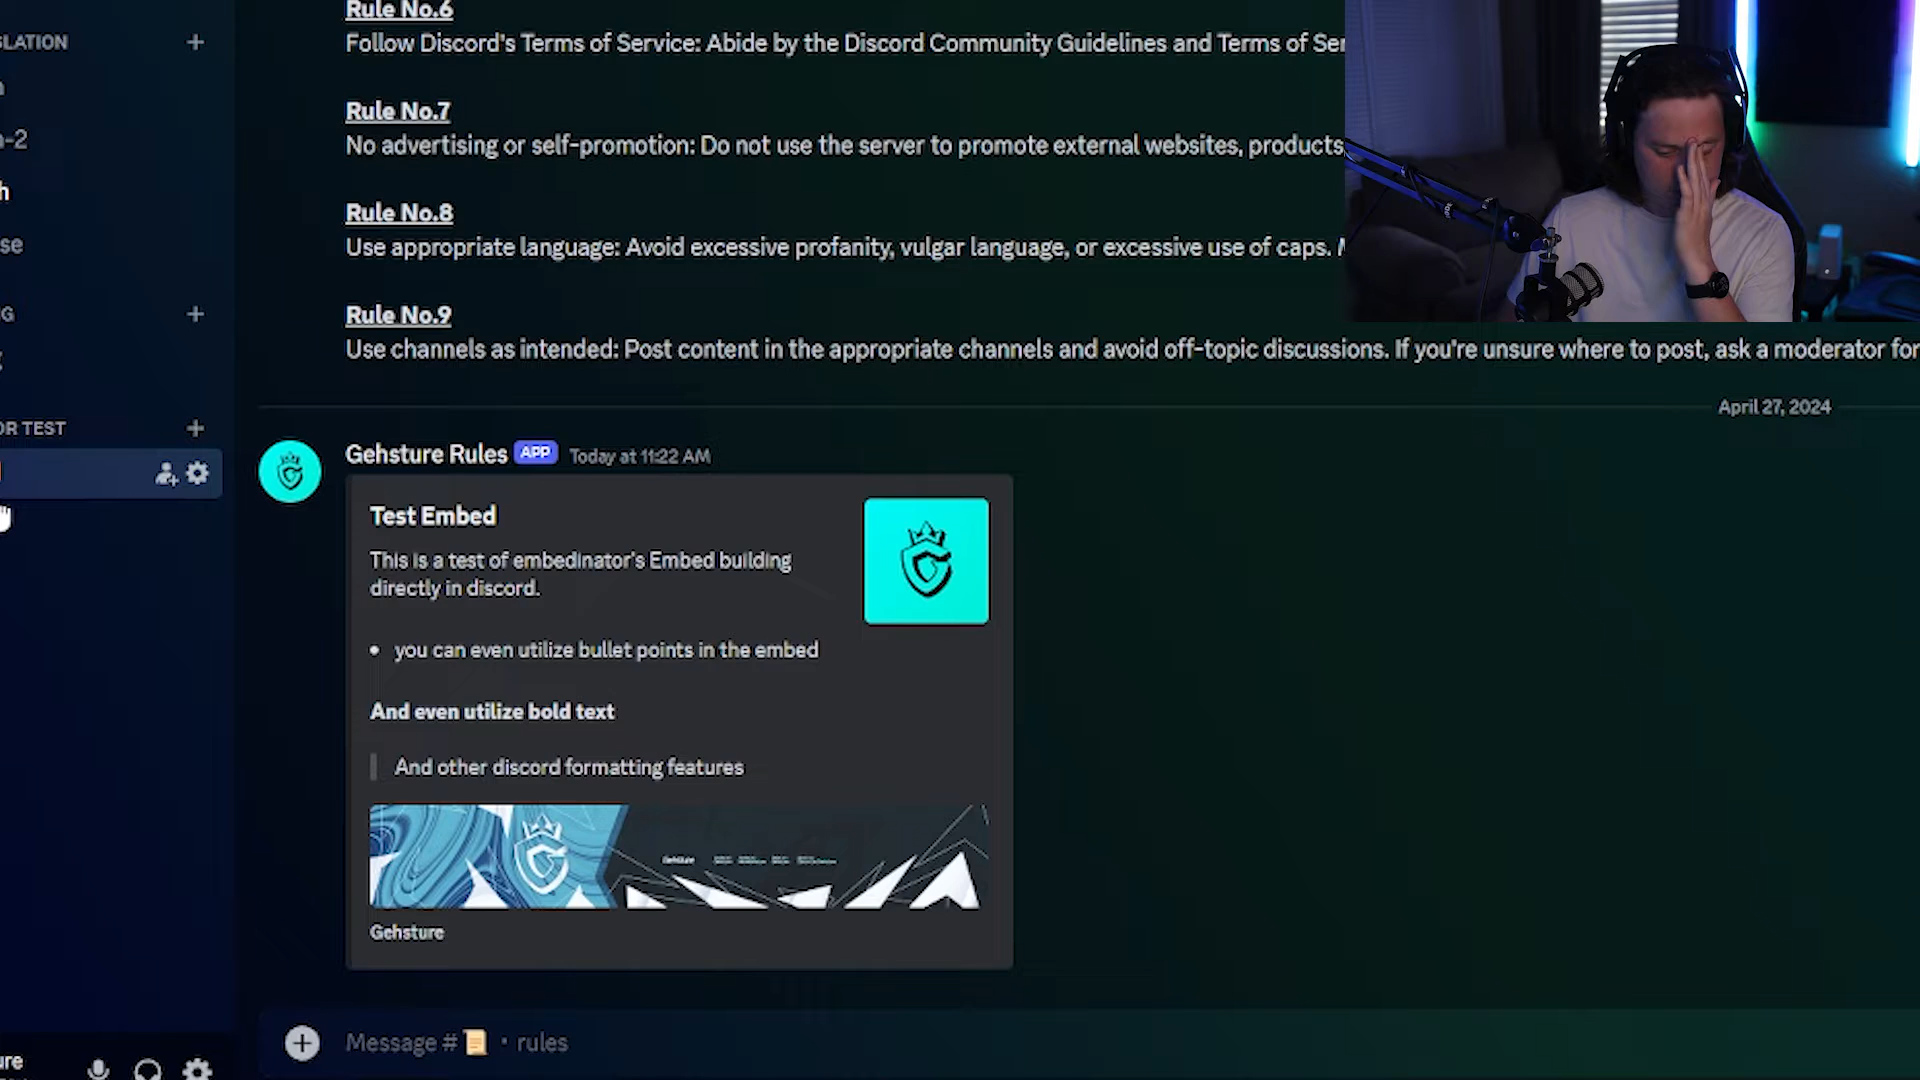 Rule No.6
LATION
Follow Discord's Terms of Service: Abide by the Discord Community Guidelines and Terms of
Rule No.7
-2
No advertising or self-promotion: Do not use the server to promote external websites, products,
h
Rule No.8
se
Use appropriate language: Avoid excessive profanity, vulgar language, or excessive use of caps.
G
Rule No.9
Use channels as intended: Post content in the appropriate channels and avoid off-topic discussions. If you're unsure where to post, ask a moderator for
April 27, 2024
OR TEST
Gehsture Rules APP Today at 11:22 AM
Test Embed
This is a test of embedinator's Embed building
directly in discord.
• you can even utilize bullet points in the embed
And even utilize bold text
And other discord formatting features
Gehsture
Gehsture
Message # • rules
ure